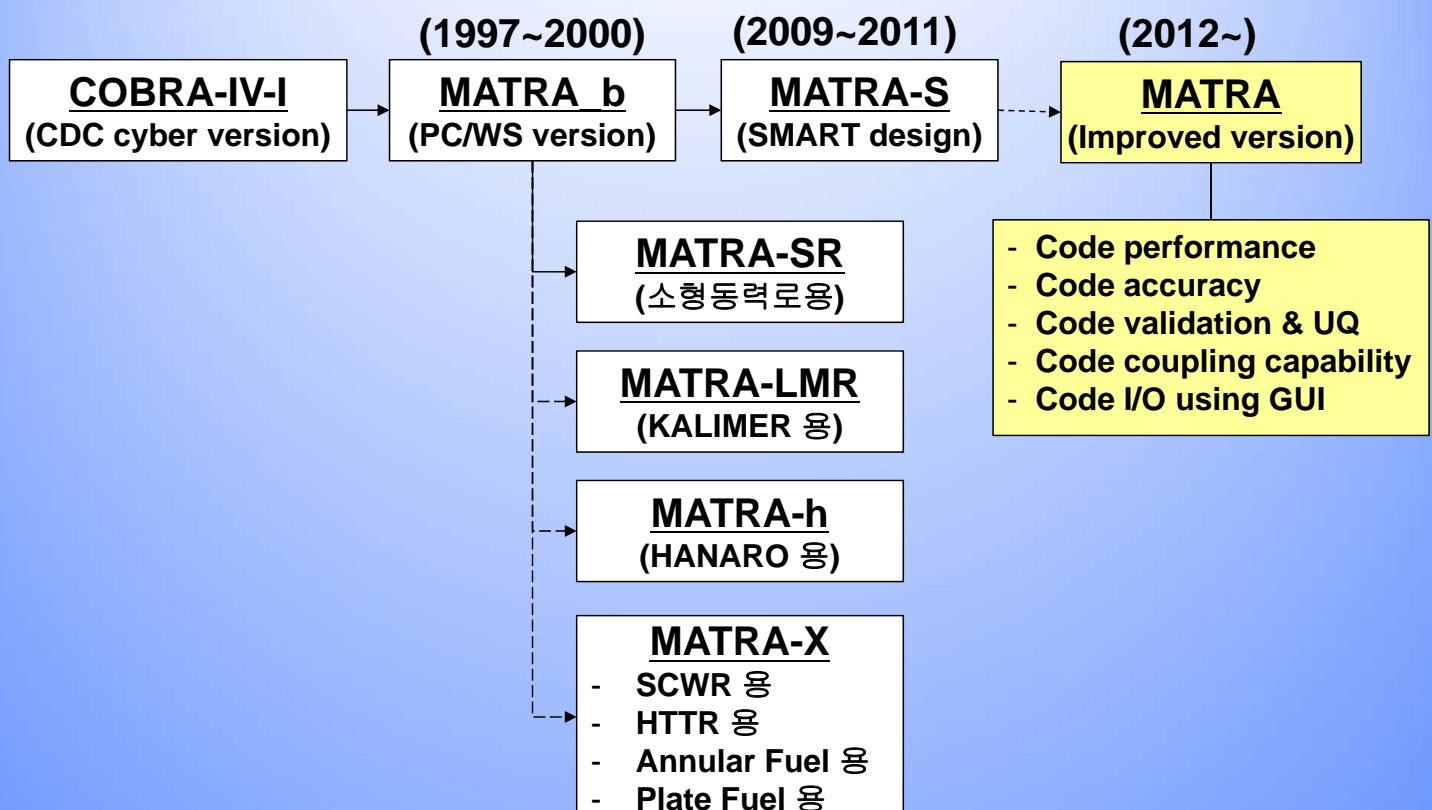 (1997~2000)
(2009~2011)
(2012~)
COBRA-IV-I
(CDC cyber version)
MATRA_b
(PC/WS version)
MATRA-S
(SMART design)
MATRA
(Improved version)
MATRA-SR
(소형동력로용)
MATRA-LMR
(KALIMER 용)
MATRA-h
(HANARO 용)
MATRA-X
- SCWR 용
- HTTR 용
- Annular Fuel 용
- Plate Fuel 용
- Code performance
- Code accuracy
- Code validation & UQ
- Code coupling capability
- Code I/O using GUI